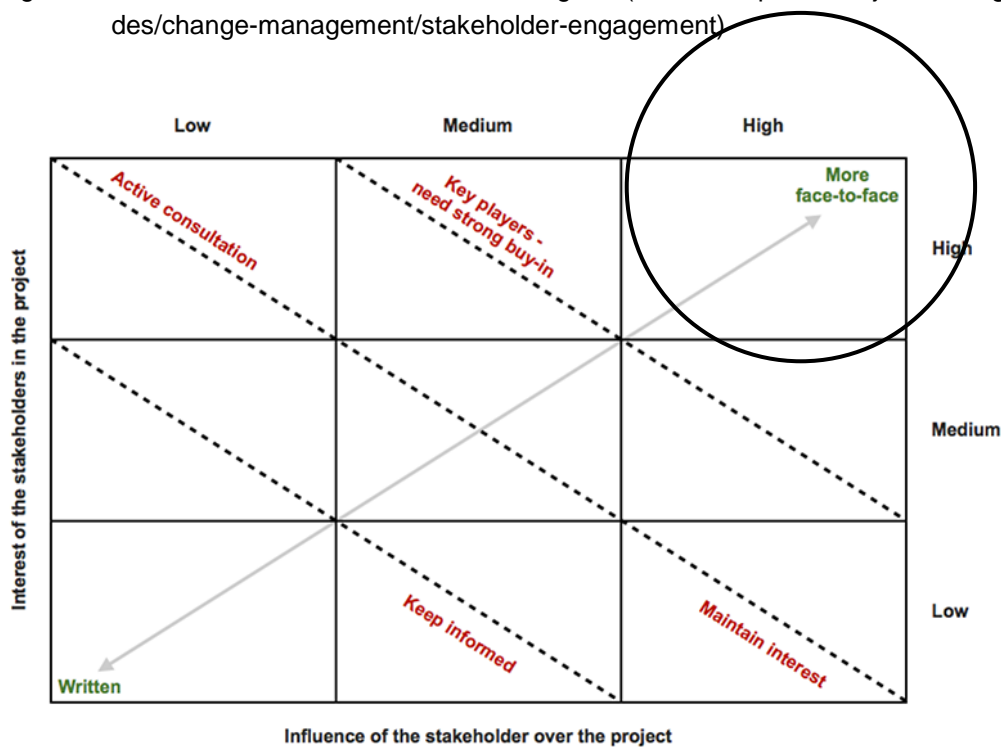 des/change-management/stakeholder-engagement)
Low
Medium
High
Active consultation
Key players -
need strong buy-in
More
face-to-face
High
Interest of the stakeholders in the project
Medium
Keep informed
Maintain interest
Low
Written
Influence of the stakeholder over the project